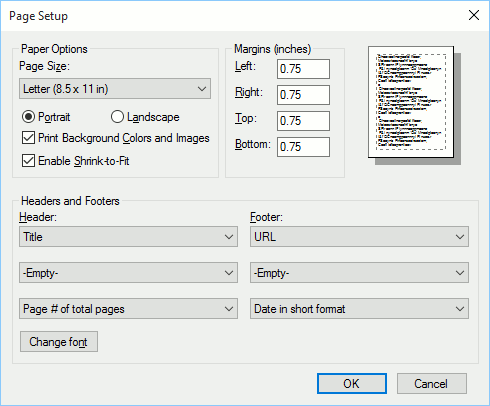 Page Setup
Paper Options
Page Size:
Letter (8.5 x 11 in)
Portrait
Landscape
Print Background Colors and Images
Enable Shrink-to-Fit
Margins (inches)
Left:
0.75
Right:
0.75
Top:
0.75
Bottom:
0.75
Headers and Footers
Header:
Footer:
Title
URL
-Empty-
-Empty-
Page # of total pages
Date in short format
Change font
OK
Cancel